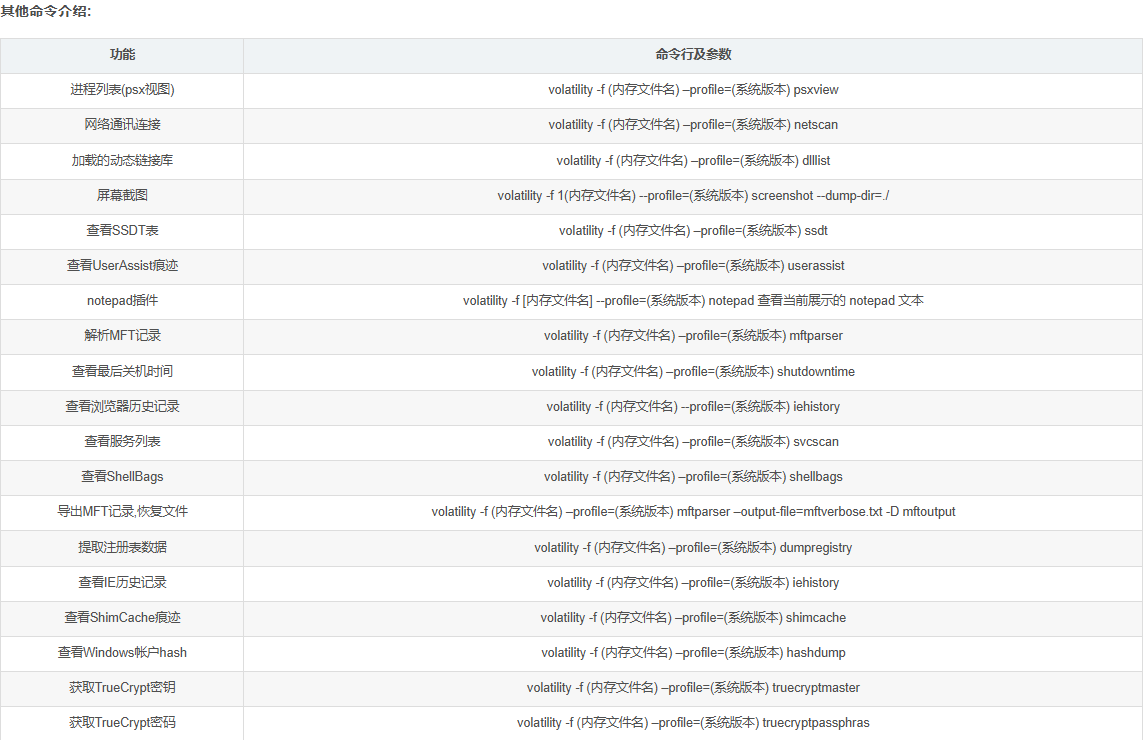 其他命令介绍:
功能 命令行及参数
进程列表(psx视图) volatility -f (内存文件名) –profile=(系统版本) psxview
网络通讯连接 volatility -f (内存文件名) –profile=(系统版本) netscan
加载的动态链接库 volatility -f (内存文件名) –profile=(系统版本) dlllist
屏幕截图 volatility -f 1(内存文件名) --profile=(系统版本) screenshot --dump-dir=./
查看SSDT表 volatility -f (内存文件名) –profile=(系统版本) ssdt
查看UserAssist痕迹 volatility -f (内存文件名) –profile=(系统版本) userassist
notepad插件 volatility -f [内存文件名] --profile=(系统版本) notepad 查看当前展示的 notepad 文本
解析MFT记录 volatility -f (内存文件名) –profile=(系统版本) mftparser
查看最后关机时间 volatility -f (内存文件名) –profile=(系统版本) shutdowntime
查看浏览器历史记录 volatility -f (内存文件名) --profile=(系统版本) iehistory
查看服务列表 volatility -f (内存文件名) –profile=(系统版本) svcscan
查看ShellBags volatility -f (内存文件名) –profile=(系统版本) shellbags
导出MFT记录,恢复文件 volatility -f (内存文件名) –profile=(系统版本) mftparser –output-file=mftverbose.txt -D mftoutput
提取注册表数据 volatility -f (内存文件名) –profile=(系统版本) dumpregistry
查看IE历史记录 volatility -f (内存文件名) –profile=(系统版本) iehistory
查看ShimCache痕迹 volatility -f (内存文件名) –profile=(系统版本) shimcache
查看Windows帐户hash volatility -f (内存文件名) –profile=(系统版本) hashdump
获取TrueCrypt密钥 volatility -f (内存文件名) –profile=(系统版本) truecryptmaster
获取TrueCrypt密码 volatility -f (内存文件名) –profile=(系统版本) truecryptpassphras